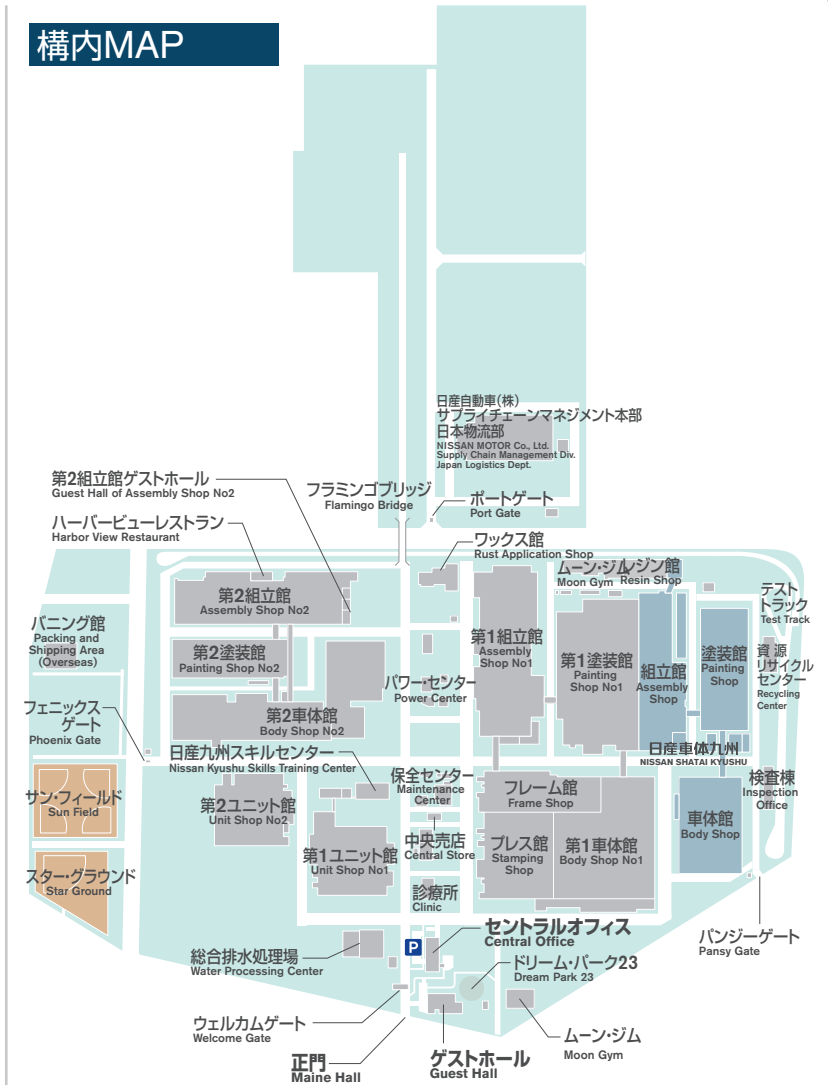 構内MAP
日産自動車(株)
サプライチェーンマネジメント本部
日本物流部
NISSAN MOTOR Co., Ltd.
Supply Chain Management Div.
Japan Logistics Dept.
第2組立館ゲストホール
Guest Hall of Assembly Shop No2
フラミンゴブリッジ
Flamingo Bridge
ポートゲート
Port Gate
ハーバービューレストラン
Harbor View Restaurant
ワックス館
Rust Application Shop
ムーン・ジム
Moon Gym
レジン館
Resin Shop
第2組立館
Assembly Shop No2
テスト
トラック
Test Track
バニング館
Packing and
Shipping Area
(Overseas)
第2塗装館
Painting Shop No2
第1組立館
Assembly
Shop No1
第1塗装館
Painting
Shop No1
組立館
Assembly
Shop
塗装館
Painting
Shop
資 源
リサイクル
センター
Recycling
Center
パワー・センター
Power Center
フェニックス
ゲート
Phoenix Gate
第2車体館
Body Shop No2
日産車体九州
NISSAN SHATAI KYUSHU
日産九州スキルセンター
Nissan Kyushu Skills Training Center
保全センター
Maintenance
Center
フレーム館
Frame Shop
検査棟
Inspection
Office
サン・フィールド
Sun Field
第2ユニット館
Unit Shop No2
車体館
Body Shop
第1ユニット館
Unit Shop No1
中央売店
Central Store
プレス館
Stamping
Shop
第1車体館
Body Shop No1
スター・グラウンド
Star Ground
診療所
Clinic
セントラルオフィス
Central Office
パンジーゲート
Pansy Gate
総合排水処理場
Water Processing Center
P
ドリーム・パーク23
Dream Park 23
ウェルカムゲート
Welcome Gate
ムーン・ジム
Moon Gym
正門
Maine Hall
ゲストホール
Guest Hall